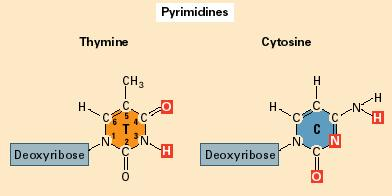 Pyrimidines
Thymine
Cytosine
CH3
H
C
C
C
O
6
5
4
1
2
3
T
N
N
H
C
O
Deoxyribose
H
C
H
C
C
N
H
H
C
N
N
C
O
Deoxyribose